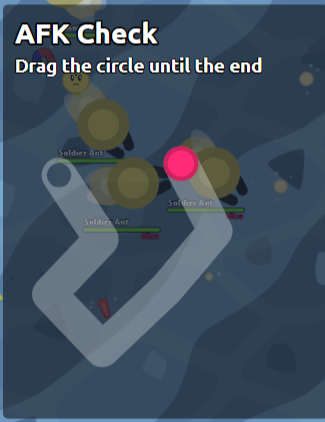 AFK Check
Drag the circle until the end
Soldier Ant
Soldier Ant
Soldier Ant